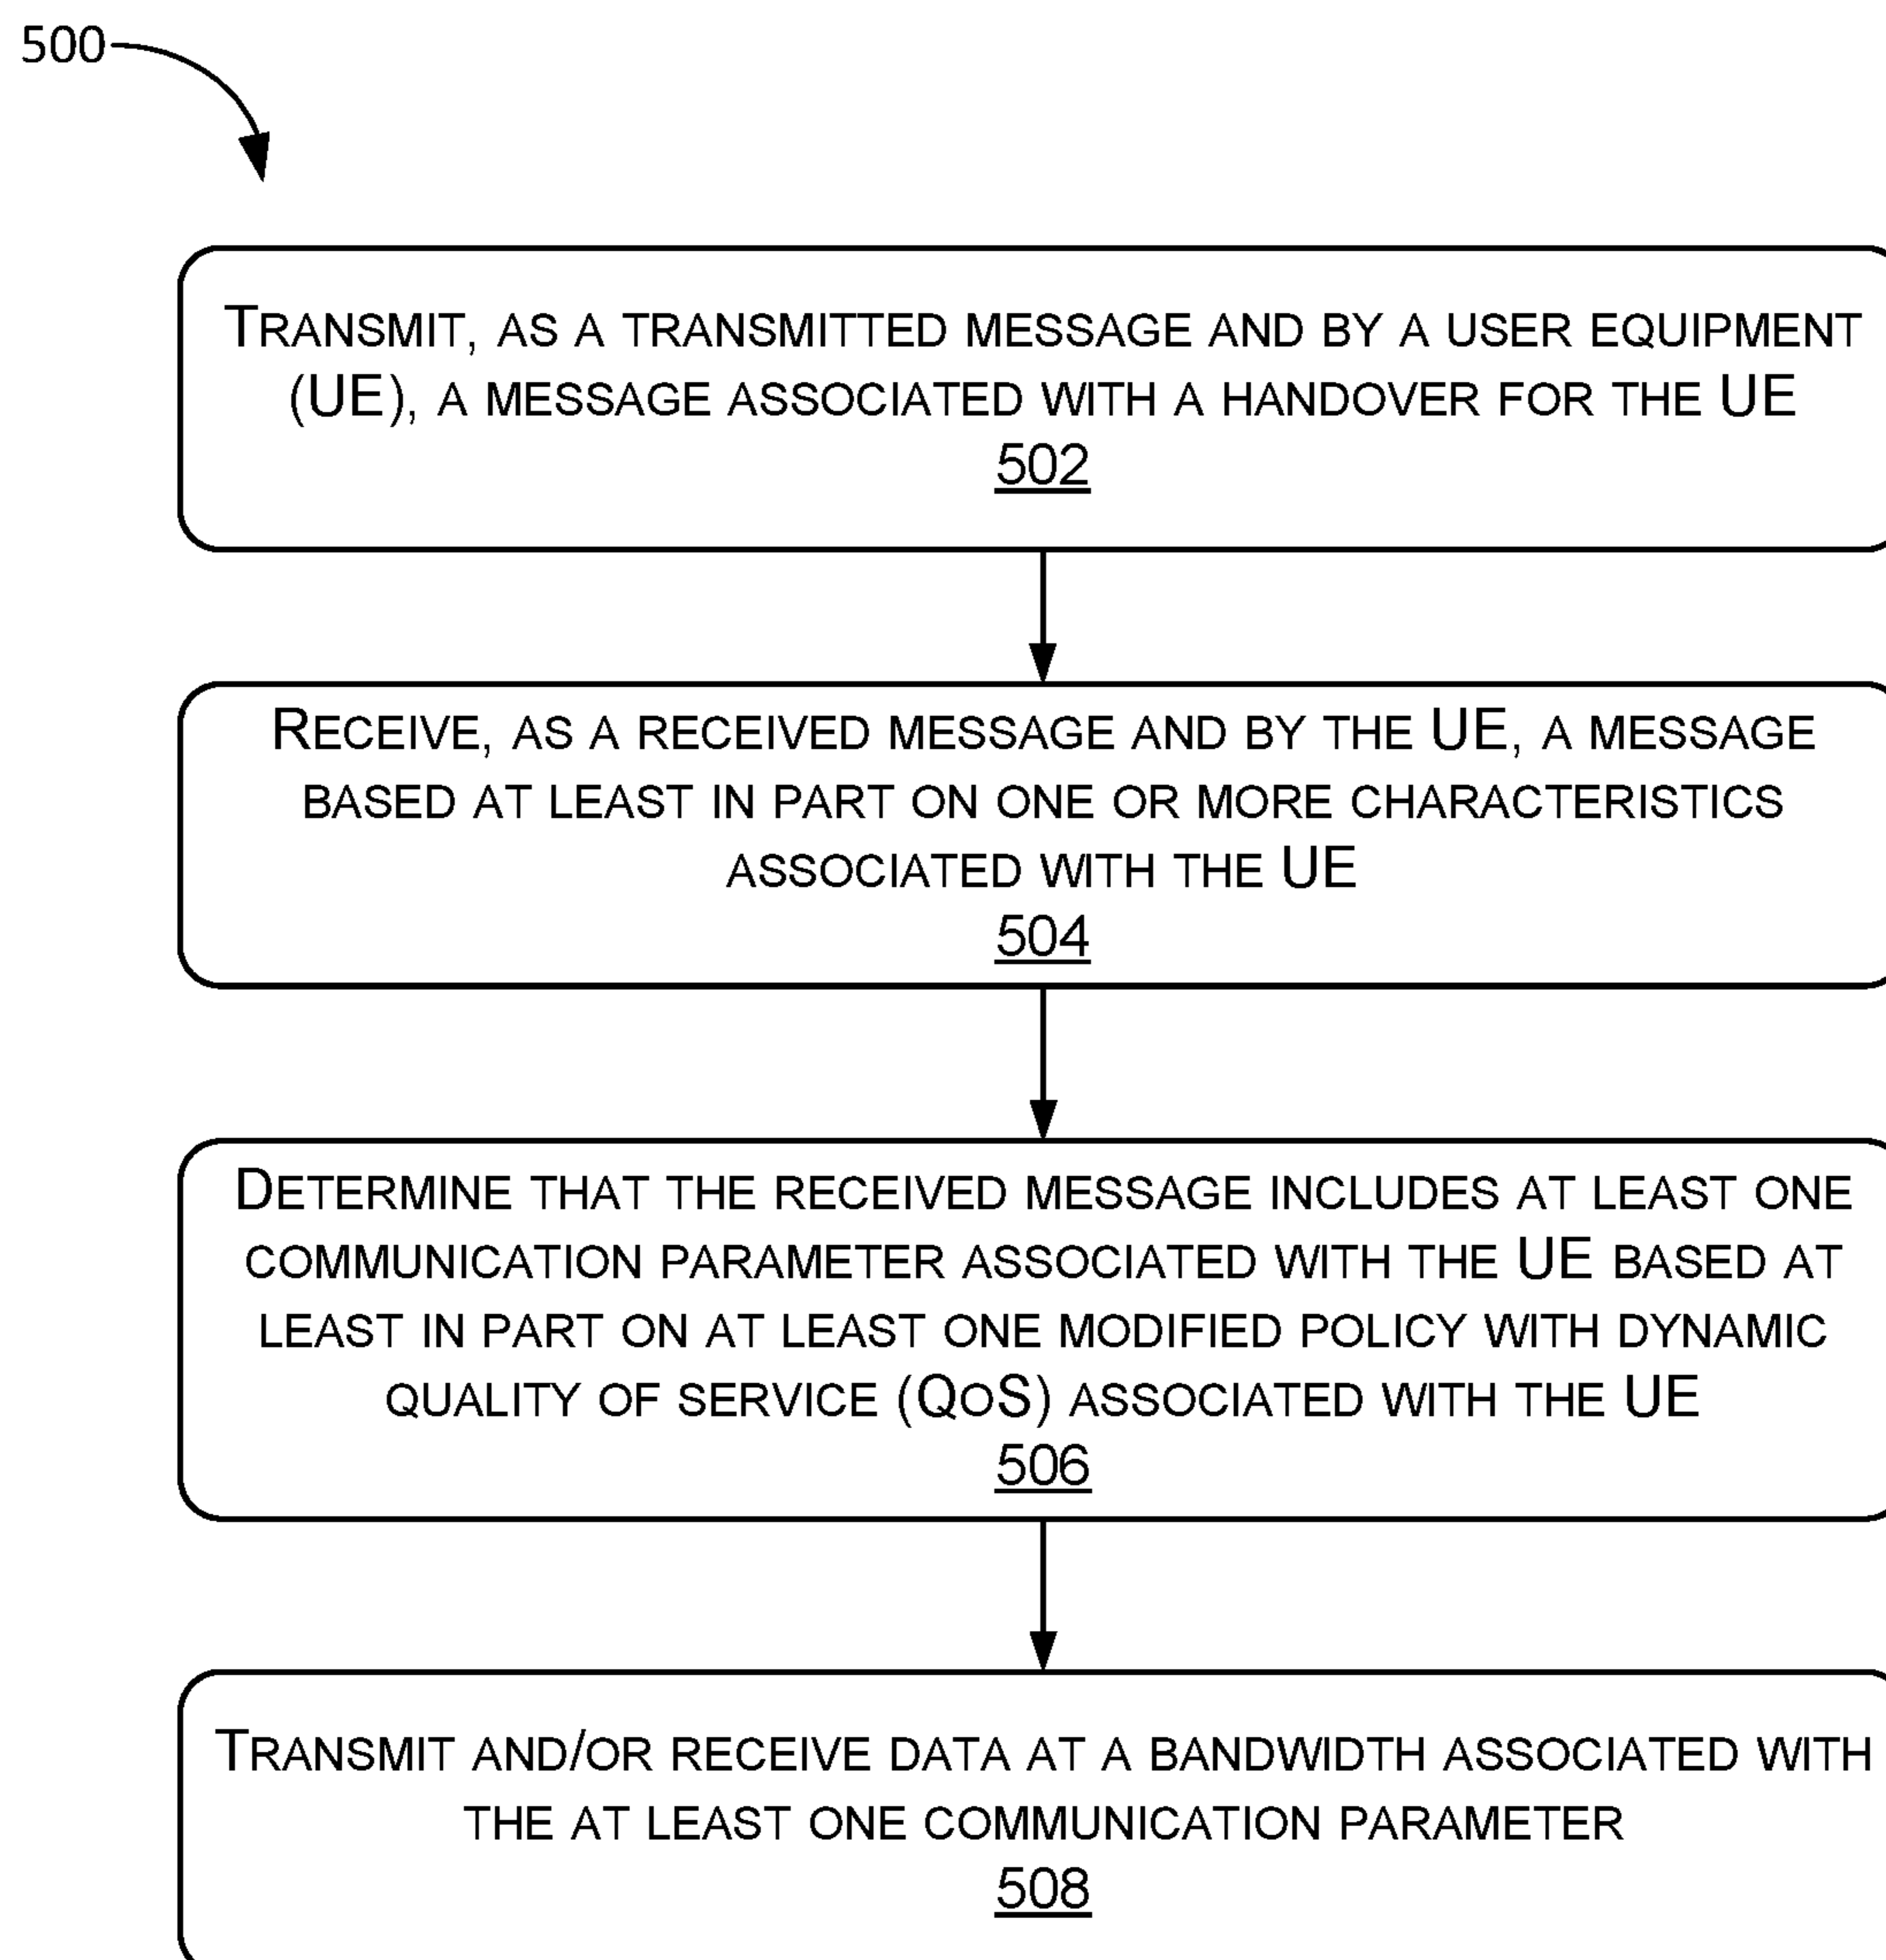 500
TRANSMIT, AS A TRANSMITTED MESSAGE AND BY A USER EQUIPMENT
(UE), A MESSAGE ASSOCIATED WITH A HANDOVER FOR THE UE
502
RECEIVE, AS A RECEIVED MESSAGE AND BY THE UE, A MESSAGE
BASED AT LEAST IN PART ON ONE OR MORE CHARACTERISTICS
ASSOCIATED WITH THE UE
504
DETERMINE THAT THE RECEIVED MESSAGE INCLUDES AT LEAST ONE
COMMUNICATION PARAMETER ASSOCIATED WITH THE UE BASED AT
LEAST IN PART ON AT LEAST ONE MODIFIED POLICY WITH DYNAMIC
QUALITY OF SERVICE (QOS) ASSOCIATED WITH THE UE
506
TRANSMIT AND/OR RECEIVE DATA AT A BANDWIDTH ASSOCIATED WITH
THE AT LEAST ONE COMMUNICATION PARAMETER
508